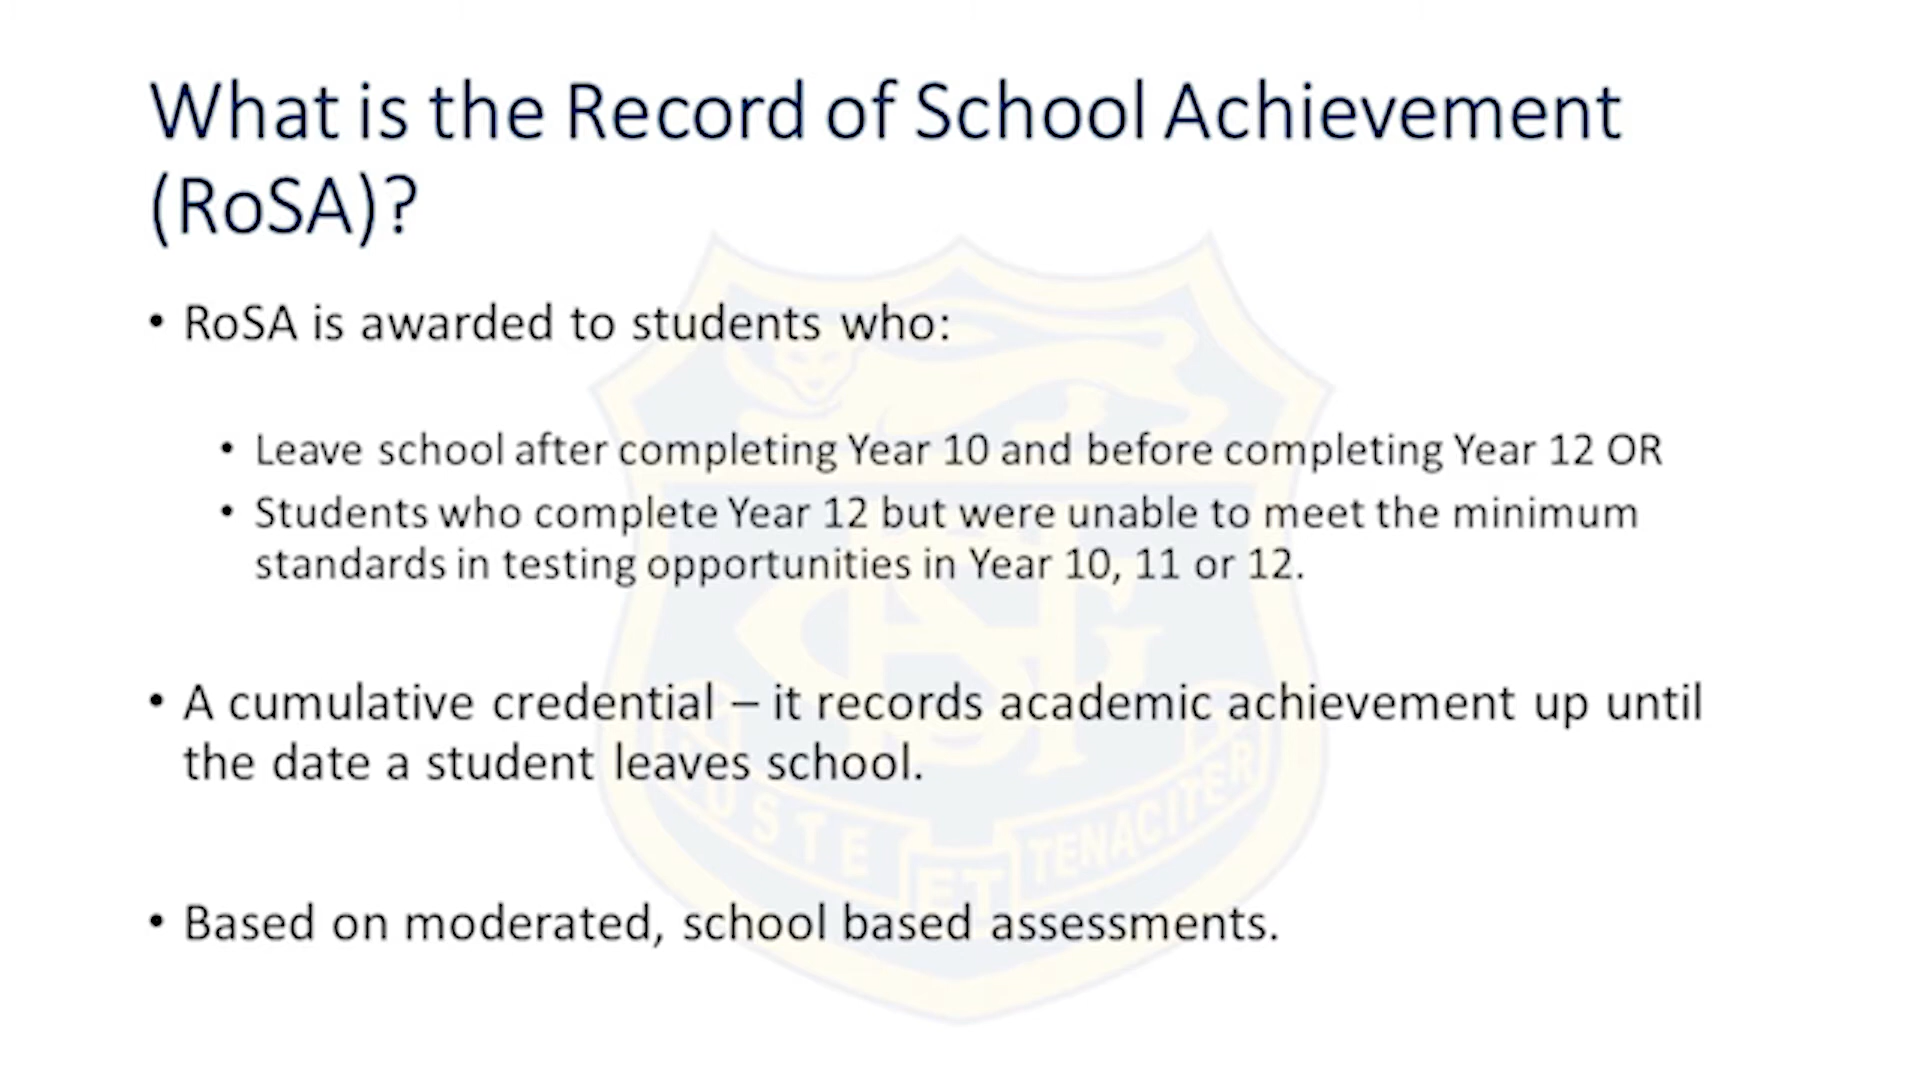 What is the Record of School Achievement
(RoSA)?
• RoSA is awarded to students who:
• Leave school after completing Year 10 and before completing Year 12 OR
• Students who complete Year 12 but were unable to meet the minimum
standards in testing opportunities in Year 10, 11 or 12.
• A cumulative credential – it records academic achievement up until
the date a student leaves school.
• Based on moderated, school based assessments.
JUSTE ET TENACITER